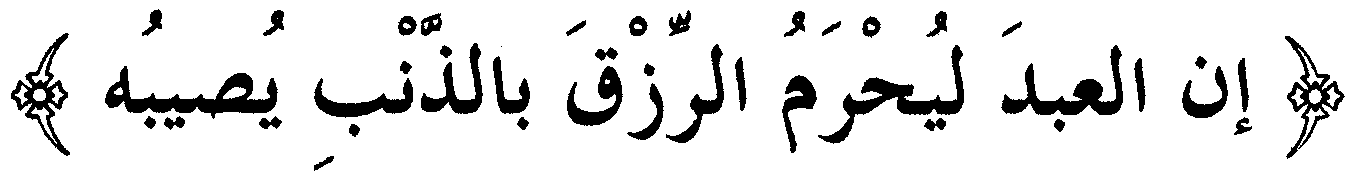 ﴿ إن العبدَ ليُحْرَمُ الرِّزْقَ بالذَّنْبِ يُصيبُه ﴾